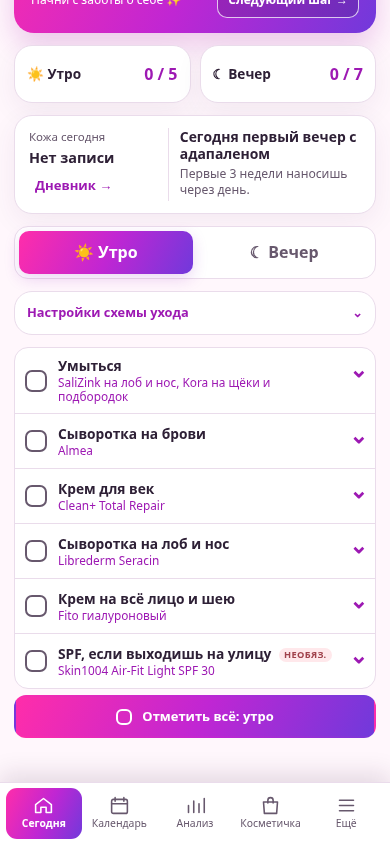 Начни с заботы о себе ✨
Следующий шаг →
☀️ Утро 0 / 5
☾ Вечер 0 / 7
Кожа сегодня
Нет записи
Дневник →
Сегодня первый вечер с
адапаленом
Первые 3 недели наносишь
через день.
☀️ Утро
☾ Вечер
Настройки схемы ухода
Умыться
SaliZink на лоб и нос, Kora на щёки и
подбородок
Сыворотка на брови
Almea
Крем для век
Clean+ Total Repair
Сыворотка на лоб и нос
Librederm Seracin
Крем на всё лицо и шею
Fito гиалуроновый
SPF, если выходишь на улицу НЕОБЯЗ.
Skin1004 Air-Fit Light SPF 30
Отметить всё: утро
Сегодня
Календарь
Анализ
Косметичка
Ещё